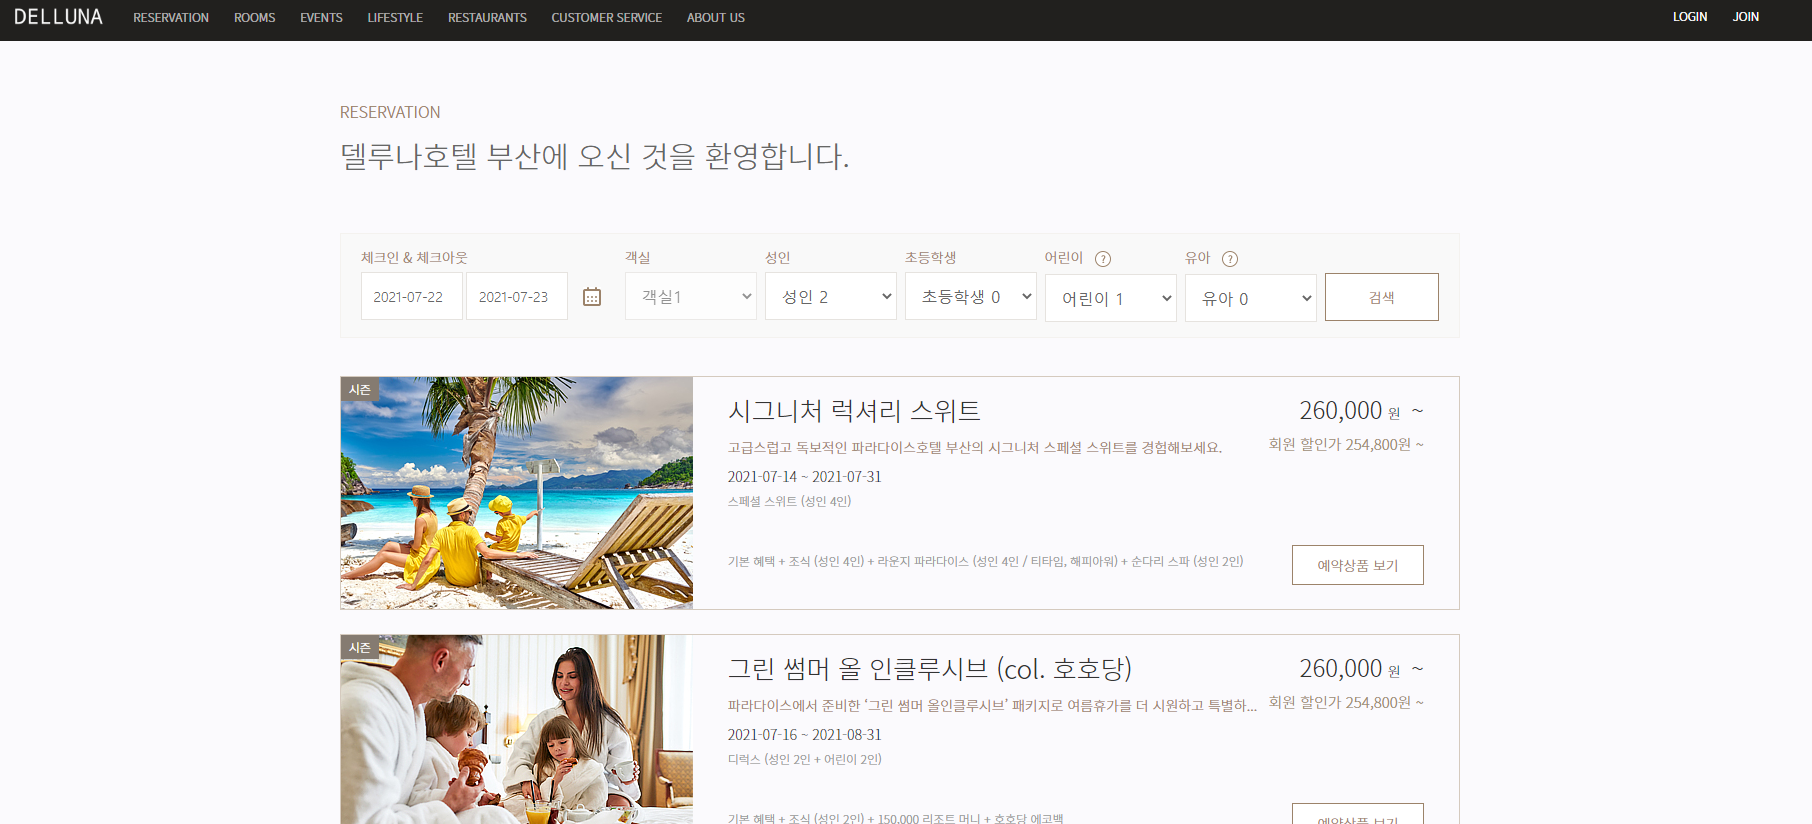 DELLUNA RESERVATION ROOMS EVENTS LIFESTYLE RESTAURANTS CUSTOMER SERVICE ABOUT US LOGIN JOIN
RESERVATION
델루나호텔 부산에 오신 것을 환영합니다.
체크인 & 체크아웃 객실 성인 초등학생 어린이 ? 유아 ?
2021-07-22 2021-07-23 객실1 성인 2 초등학생 0 어린이 1 유아 0 검색
시즌
시그니처 럭셔리 스위트 260,000 원 ~
고급스럽고 독보적인 파라다이스호텔 부산의 시그니처 스페셜 스위트를 경험해보세요. 회원 할인가 254,800원 ~
2021-07-14 ~ 2021-07-31
스페셜 스위트 (성인 4인)
기본 혜택 + 조식 (성인 4인) + 라운지 파라다이스 (성인 4인 / 티타임, 해피아워) + 순다리 스파 (성인 2인) 예약상품 보기
시즌
그린 썸머 올 인클루시브 (col. 호호당) 260,000 원 ~
파라다이스에서 준비한 ‘그린 썸머 올인클루시브’ 패키지로 여름휴가를 더 시원하고 특별하... 회원 할인가 254,800원 ~
2021-07-16 ~ 2021-08-31
디럭스 (성인 2인 + 어린이 2인)
기본 혜택 + 조식 (성인 2인) + 150,000 리조트 머니 + 호호당 에코백 예약상품 보기